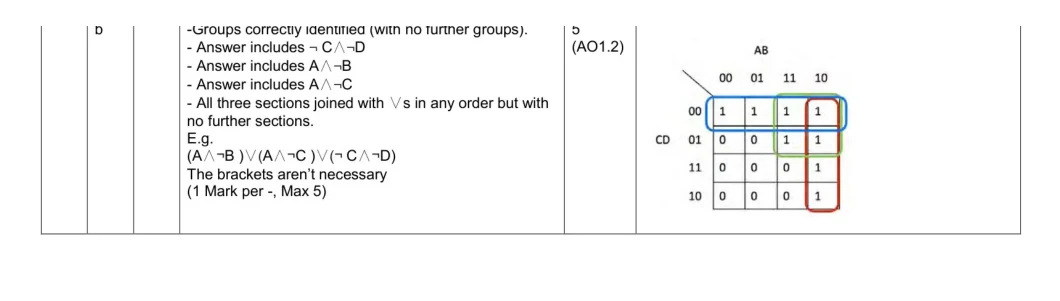 b
-Groups correctly identified (with no further groups).
- Answer includes ¬ C∧¬D
- Answer includes A∧¬B
- Answer includes A∧¬C
- All three sections joined with ∨s in any order but with
no further sections.
E.g.
(A∧¬B )∨(A∧¬C )∨(¬ C∧¬D)
The brackets aren't necessary
(1 Mark per -, Max 5)
5
(AO1.2)
AB
00 01 11 10
00 1 1 1 1
CD 01 0 0 1 1
11 0 0 0 1
10 0 0 0 1